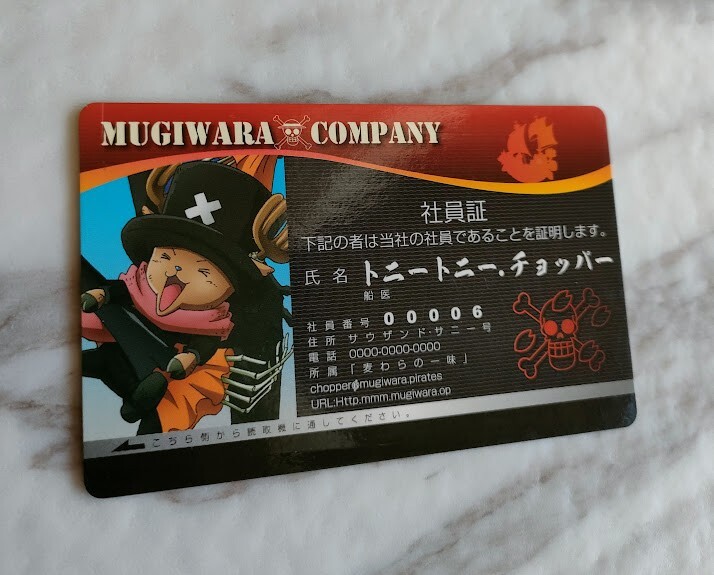 MUGIWARA COMPANY
社員証
下記の者は当社の社員であることを証明します。
氏名 トニートニー.チョッパー
船医
社員番号 00006
住所 サウザンド・サニー号
電話 0000-0000-0000
所属 「麦わらの一味」
chopper@mugiwara.pirates
URL:Http.mmm.mugiwara.op
こちら側から読取機に通してください。